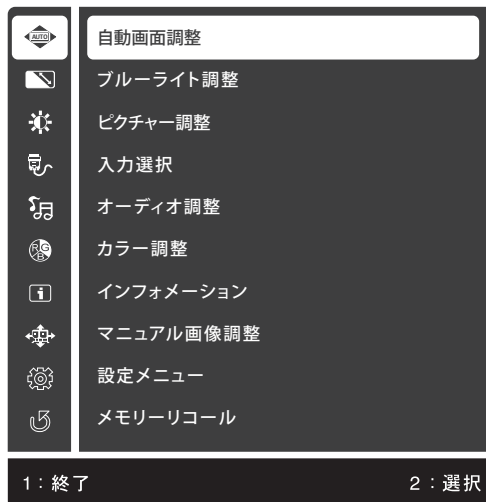 AUTO
自動画面調整
ブルーライト調整
ピクチャー調整
入力選択
オーディオ調整
RGB
カラー調整
i
インフォメーション
マニュアル画像調整
設定メニュー
メモリーリコール
1：終了
2：選択